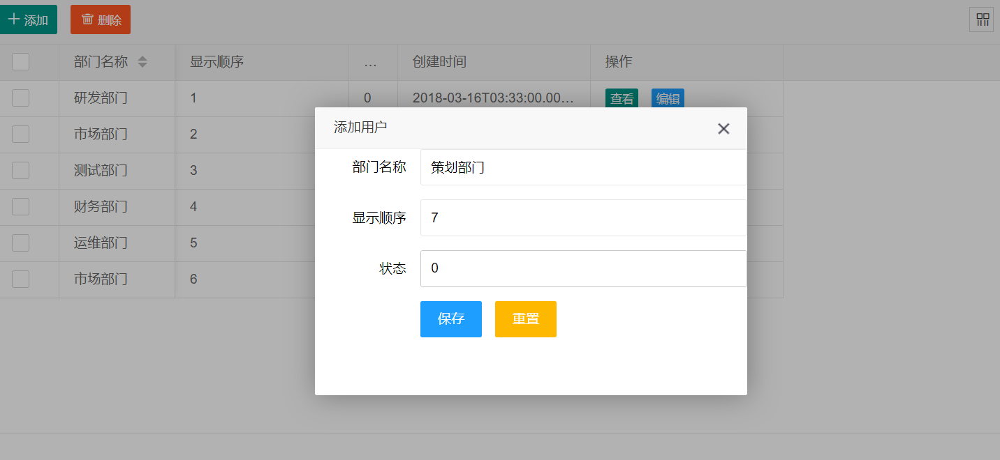 添加 删除
部门名称 显示顺序 ... 创建时间 操作
研发部门 1 0 2018-03-16T03:33:00.00... 查看 编辑
市场部门 2
测试部门 3
财务部门 4
运维部门 5
市场部门 6
添加用户
部门名称 策划部门
显示顺序 7
状态 0
保存 重置